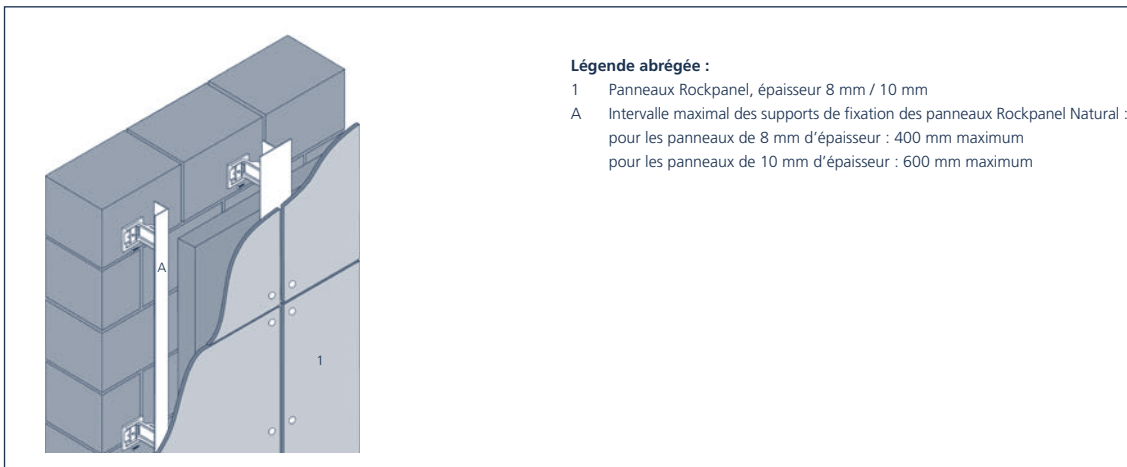 Légende abrégée :
1 Panneaux Rockpanel, épaisseur 8 mm / 10 mm
A Intervalle maximal des supports de fixation des panneaux Rockpanel Natural :
pour les panneaux de 8 mm d’épaisseur : 400 mm maximum
pour les panneaux de 10 mm d’épaisseur : 600 mm maximum
A
1